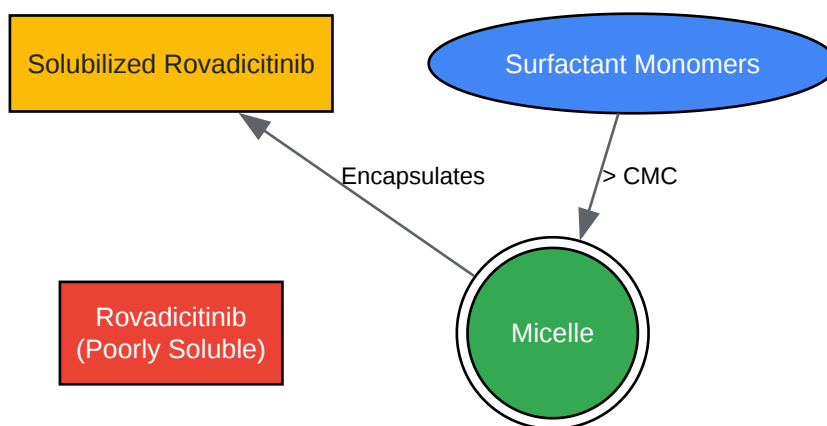 Solubilized Rovadicitinib
Surfactant Monomers
Encapsulates
> CMC
Rovadicitinib
(Poorly Soluble)
Micelle